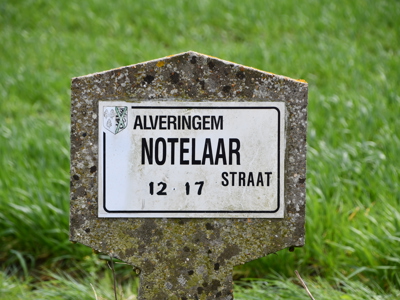 ALVERINGEM
NOTELAAR
STRAAT
12 · 17